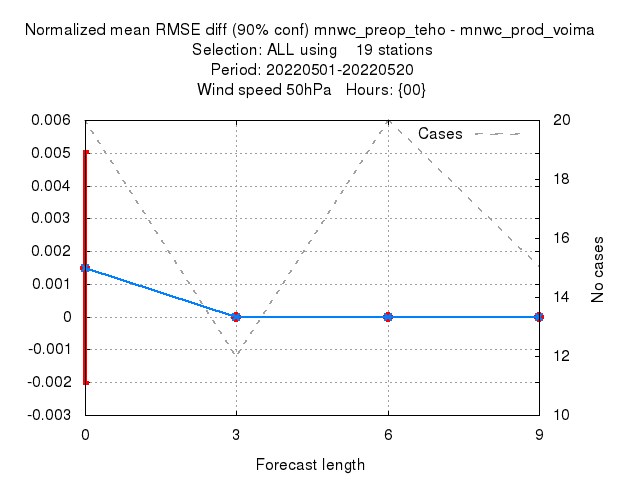 Normalized mean RMSE diff (90% conf) mnwc_preop_teho - mnwc_prod_voima
Selection: ALL using 19 stations
Period: 20220501-20220520
Wind speed 50hPa Hours: {00}
0.006
0.005
0.004
0.003
0.002
0.001
0
-0.001
-0.002
-0.003
Cases
20
18
16
14
12
10
No cases
0 3 6 9
Forecast length